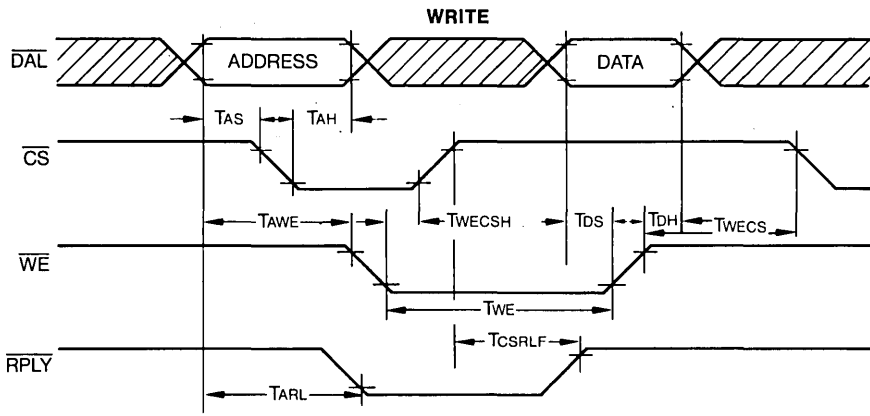 WRITE
DAL
ADDRESS
DATA
TAS
TAH
CS
TAWE
TWECSH
TDS
TDH
TWECS
WE
TWE
TCSRLF
RPLY
TARL